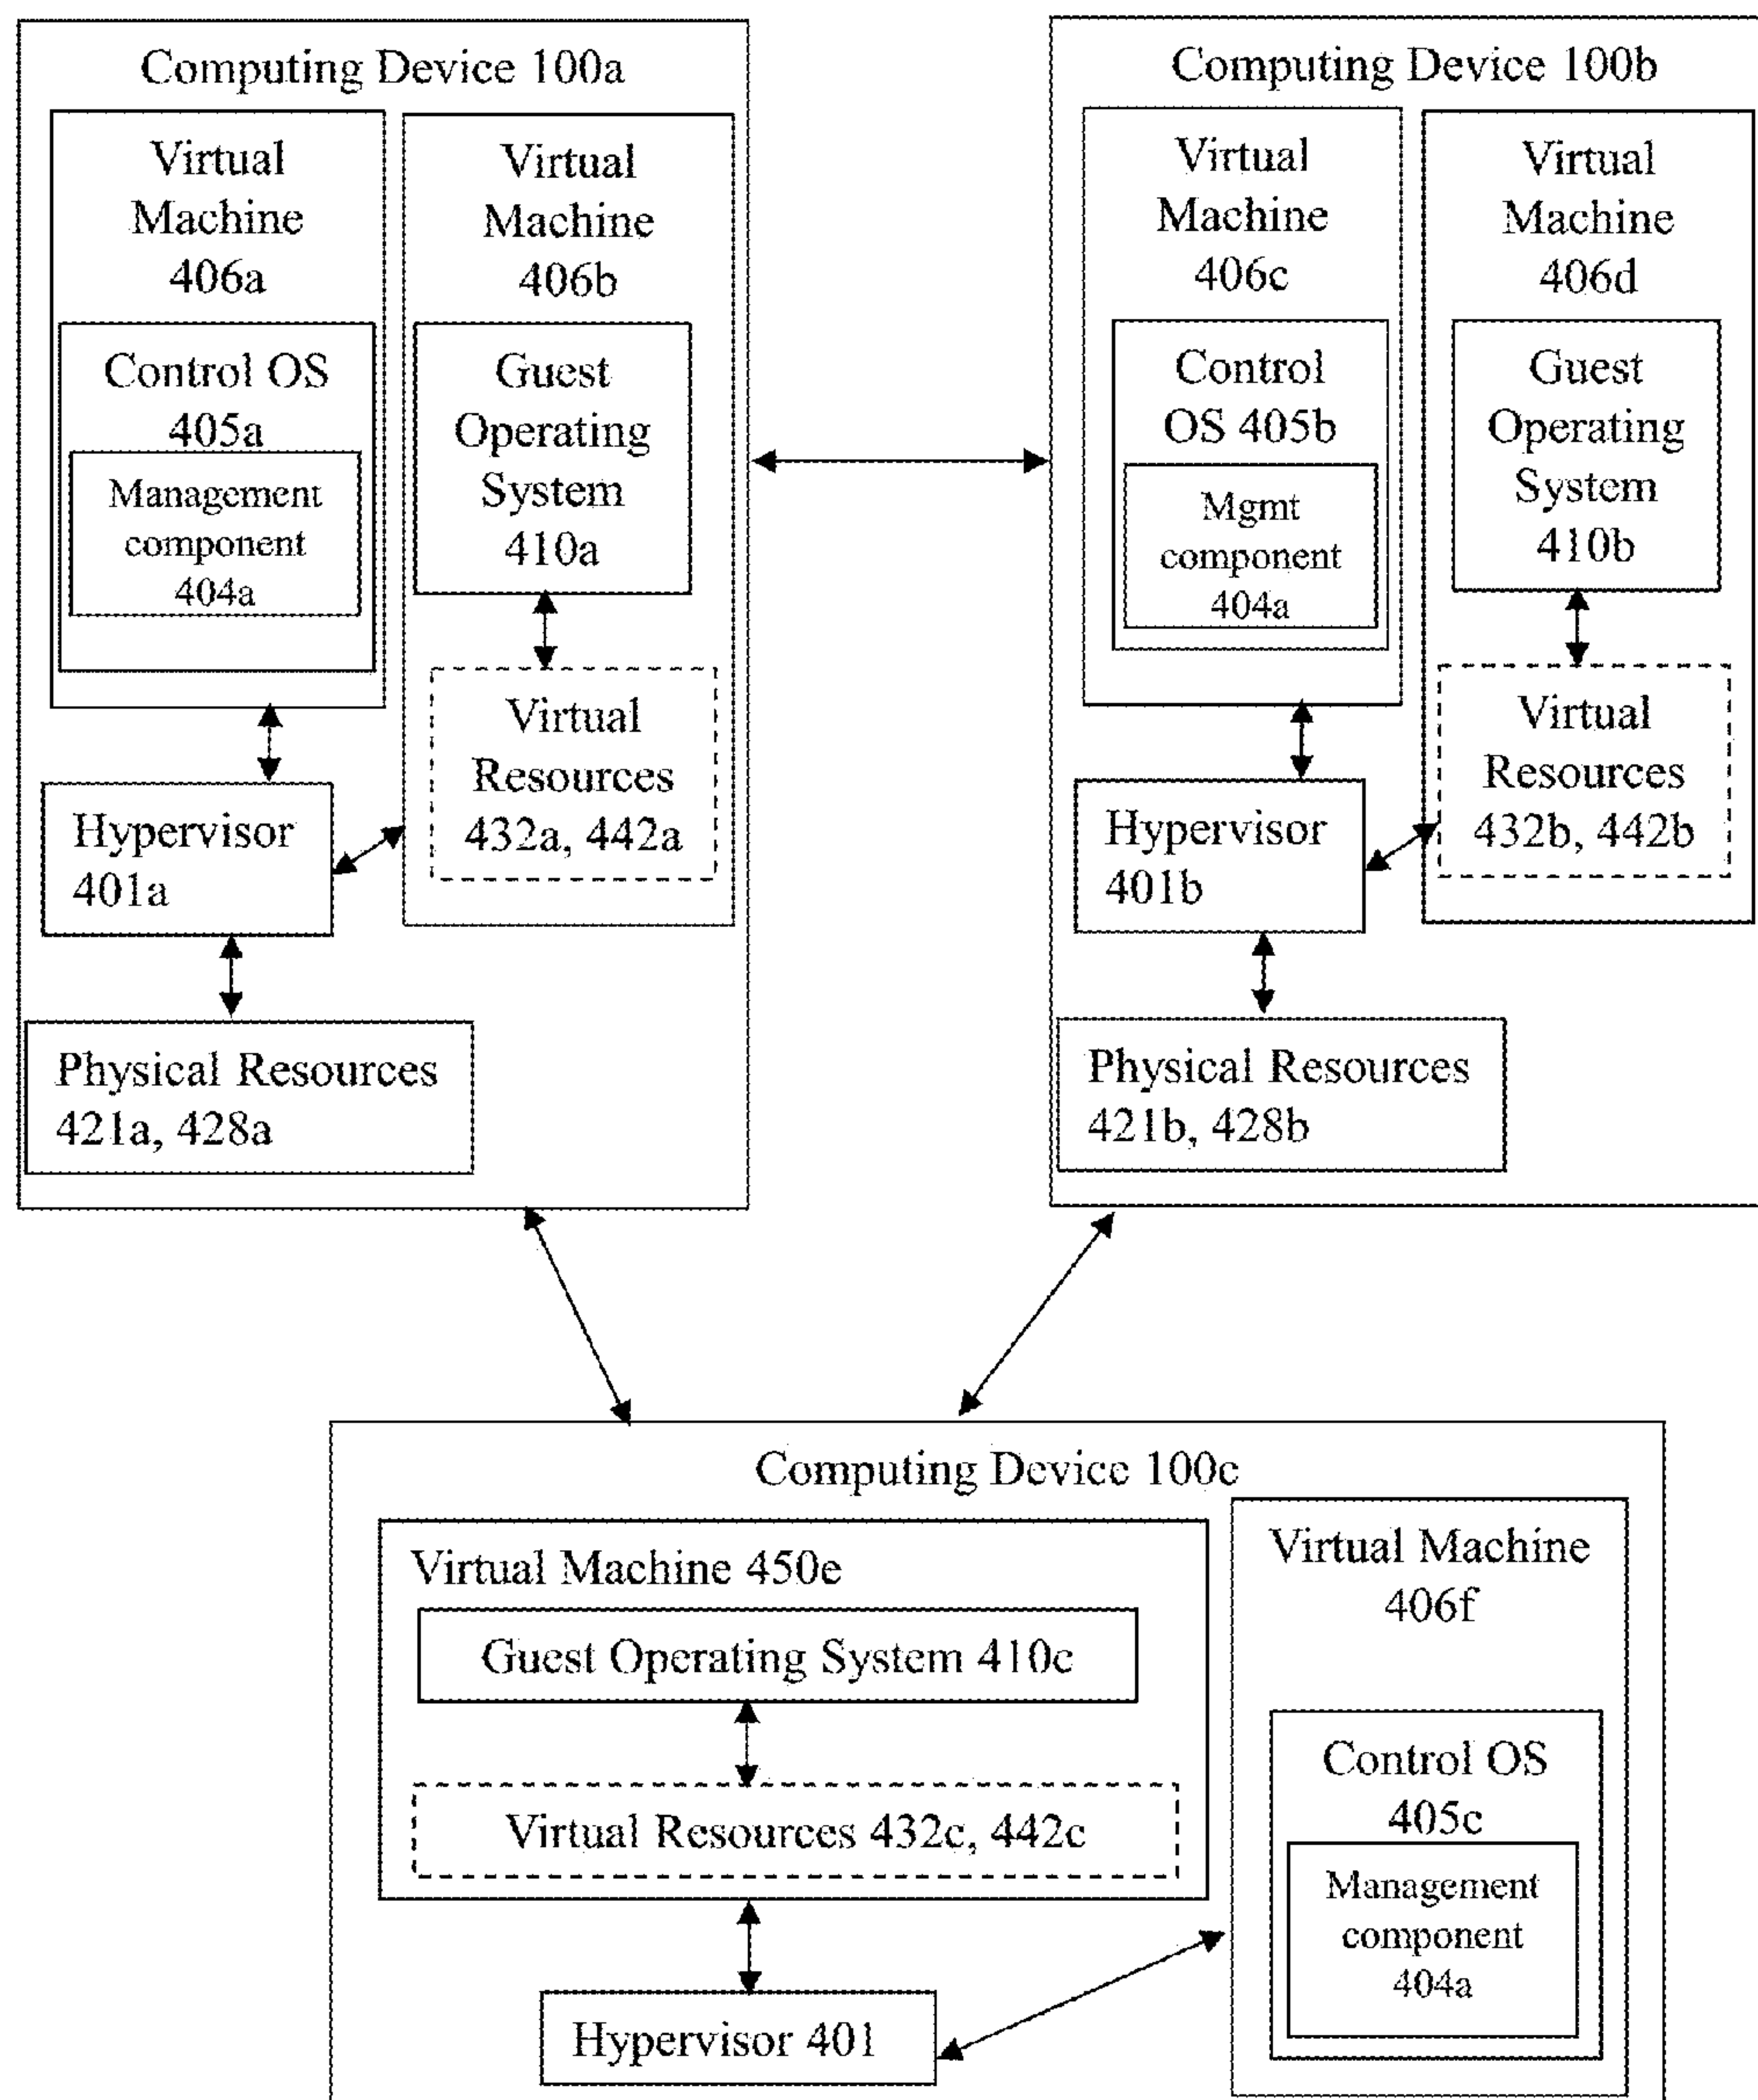 Computing Device 100a
Virtual
Machine
406a
Control OS
405a
Management
component
404a
Virtual
Machine
406b
Guest
Operating
System
410a
Virtual
Resources
432a, 442a
Hypervisor
401a
Physical Resources
421a, 428a
Computing Device 100b
Virtual
Machine
406c
Control
OS 405b
Mgmt
component
404a
Virtual
Machine
406d
Guest
Operating
System
410b
Virtual
Resources
432b, 442b
Hypervisor
401b
Physical Resources
421b, 428b
Computing Device 100c
Virtual Machine 450e
Guest Operating System 410c
Virtual Resources 432c, 442c
Hypervisor 401
Virtual Machine
406f
Control OS
405c
Management
component
404a